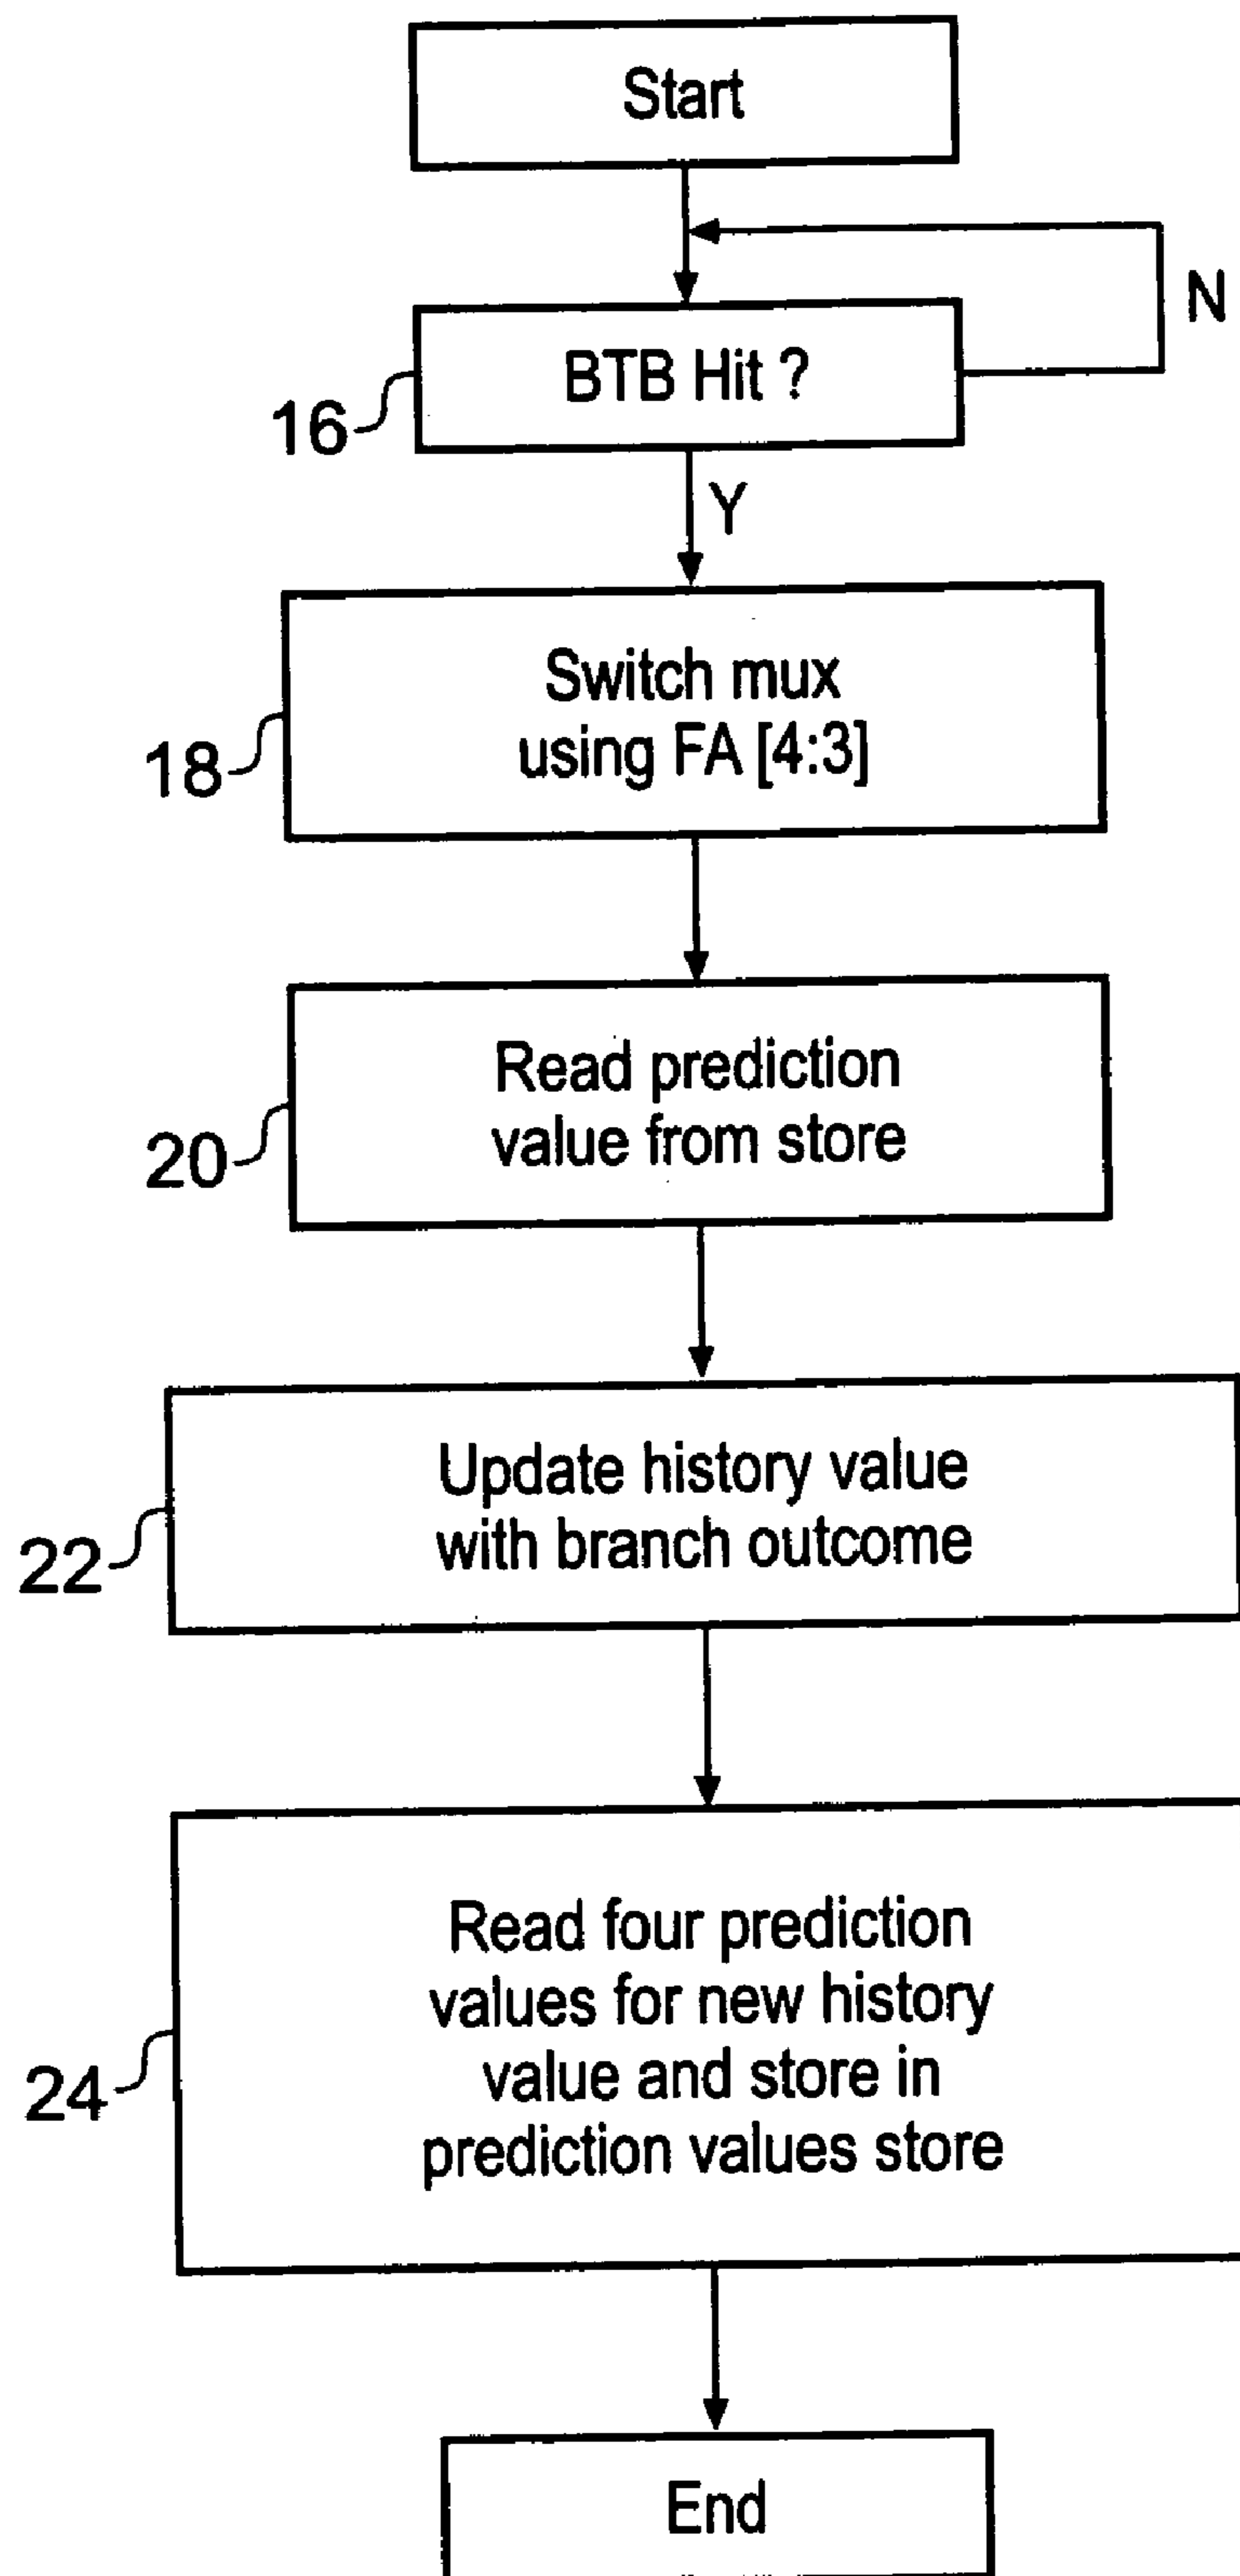 Start
N
BTB Hit ?
16
Y
Switch mux
using FA [4:3]
18
Read prediction
value from store
20
Update history value
with branch outcome
22
Read four prediction
values for new history
value and store in
prediction values store
24
End